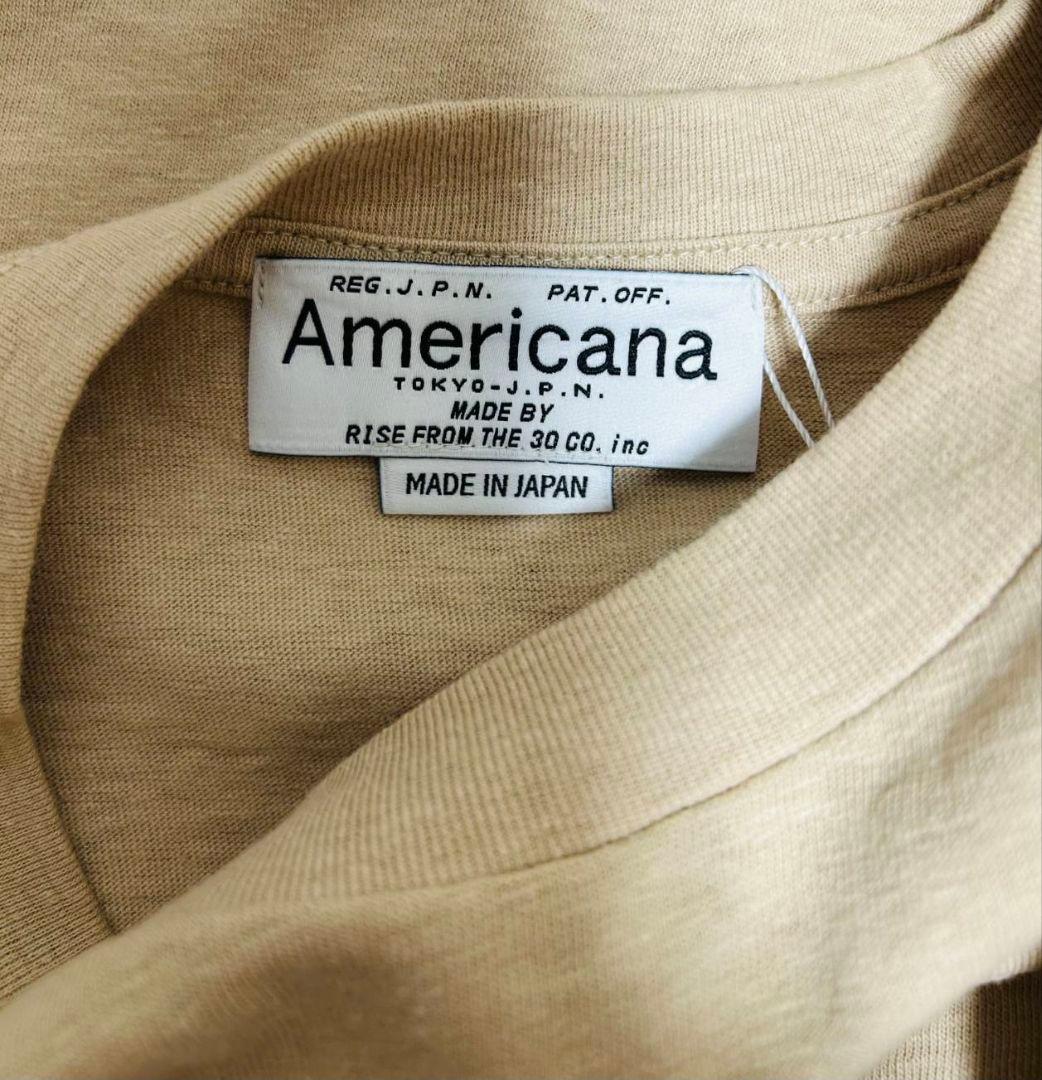 REG.J.P.N. PAT.OFF.
Americana
TOKYO-J.P.N.
MADE BY
RISE FROM THE 30 CO. inc
MADE IN JAPAN